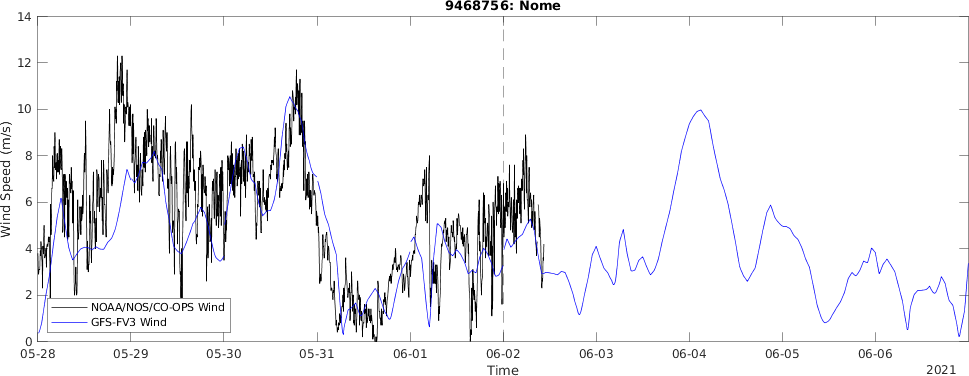 9468756: Nome
14
12
10
8
6
4
2
0
Wind Speed (m/s)
NOAA/NOS/CO-OPS Wind
GFS-FV3 Wind
05-28 05-29 05-30 05-31 06-01 06-02 06-03 06-04 06-05 06-06
Time
2021